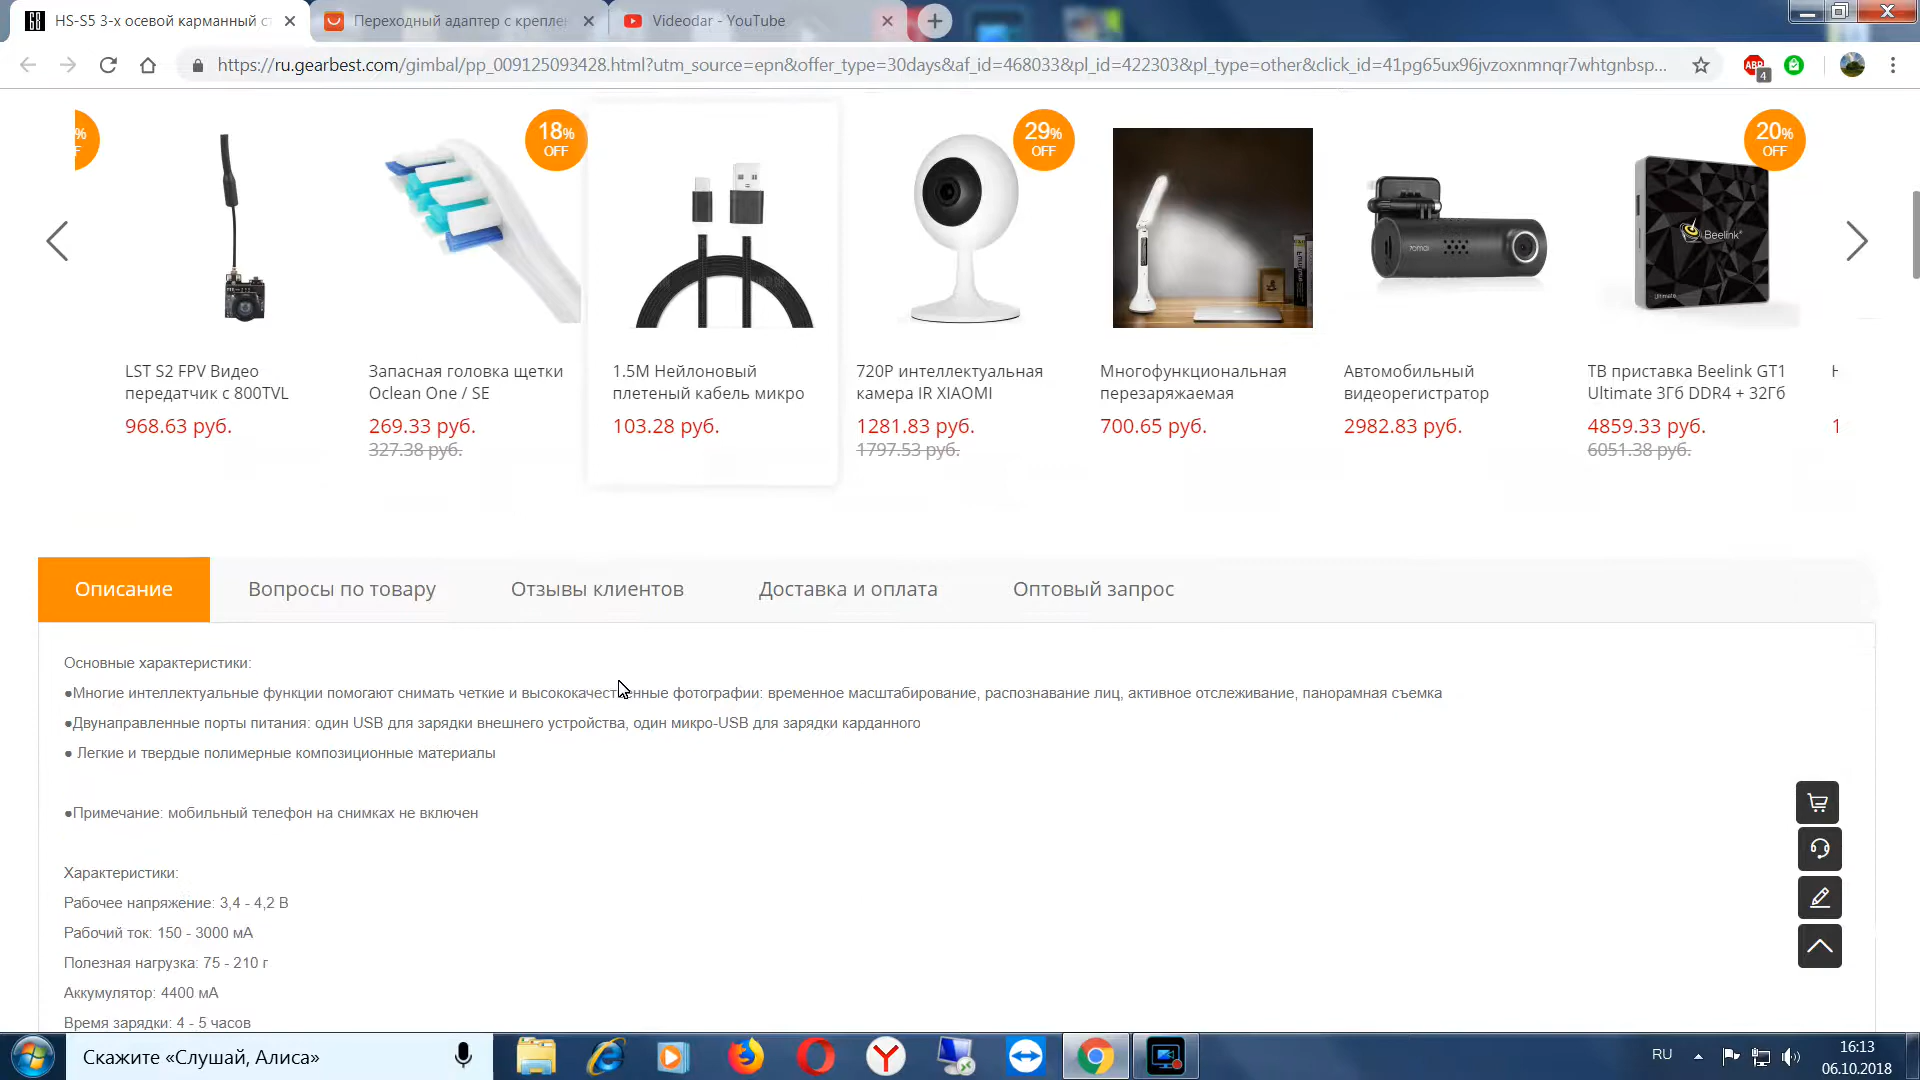 HS-S5 3-х осевой карманный ст
Переходный адаптер с креплен
Videodar - YouTube
https://ru.gearbest.com/gimbal/pp_009125093428.html?utm_source=epn&offer_type=30days&af_id=468033&pl_id=422303&pl_type=other&click_id=41pg65ux96jvzoxnmnqr7whtgnbsp...
ABP
4
18% OFF
29% OFF
20% OFF
70mai
Beelink
Ultimate
LST S2 FPV Видео
передатчик с 800TVL
968.63 руб.
Запасная головка щетки
Oclean One / SE
269.33 руб.
327.38 руб.
1.5M Нейлоновый
плетеный кабель микро
103.28 руб.
720P интеллектуальная
камера IR XIAOMI
1281.83 руб.
1797.53 руб.
Многофункциональная
перезаряжаемая
700.65 руб.
Автомобильный
видеорегистратор
2982.83 руб.
ТВ приставка Beelink GT1
Ultimate 3Гб DDR4 + 32Гб
4859.33 руб.
6051.38 руб.
Описание
Вопросы по товару
Отзывы клиентов
Доставка и оплата
Оптовый запрос
Основные характеристики:
●Многие интеллектуальные функции помогают снимать четкие и высококачественные фотографии: временное масштабирование, распознавание лиц, активное отслеживание, панорамная съемка
●Двунаправленные порты питания: один USB для зарядки внешнего устройства, один микро-USB для зарядки карданного
● Легкие и твердые полимерные композиционные материалы
●Примечание: мобильный телефон на снимках не включен
Характеристики:
Рабочее напряжение: 3,4 - 4,2 В
Рабочий ток: 150 - 3000 мА
Полезная нагрузка: 75 - 210 г
Аккумулятор: 4400 мА
Время зарядки: 4 - 5 часов
Скажите «Слушай, Алиса»
RU
16:13
06.10.2018